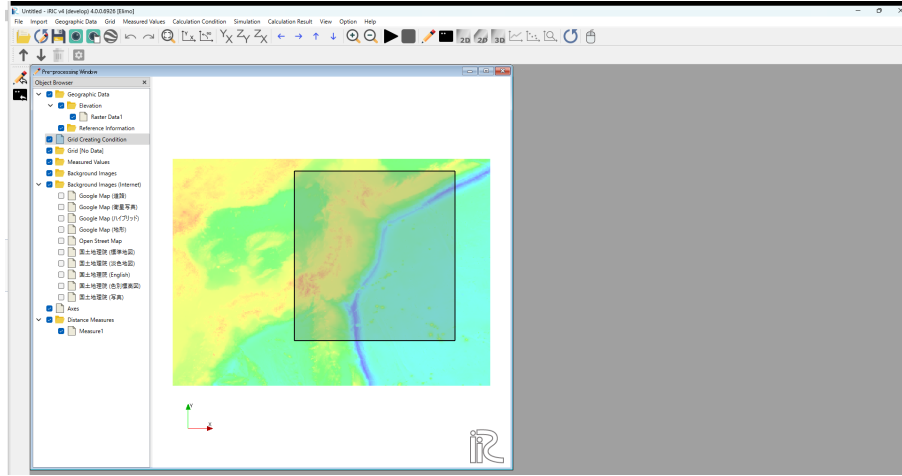 Untitled - iRIC v4 (develop) 4.0.0.6926 [Elimo]
File Import Geographic Data Grid Measured Values Calculation Condition Simulation Calculation Result View Option Help
2D 2D 3D
Pre-processing Window
Object Browser
Geographic Data
Elevation
Raster Data1
Reference Information
Grid Creating Condition
Grid [No Data]
Measured Values
Background Images
Background Images (Internet)
Google Map (道路)
Google Map (衛星写真)
Google Map (ハイブリッド)
Google Map (地形)
Open Street Map
国土地理院 (標準地図)
国土地理院 (淡色地図)
国土地理院 (English)
国土地理院 (色別標高図)
国土地理院 (写真)
Axes
Distance Measures
Measure1
Y
X
iRIC